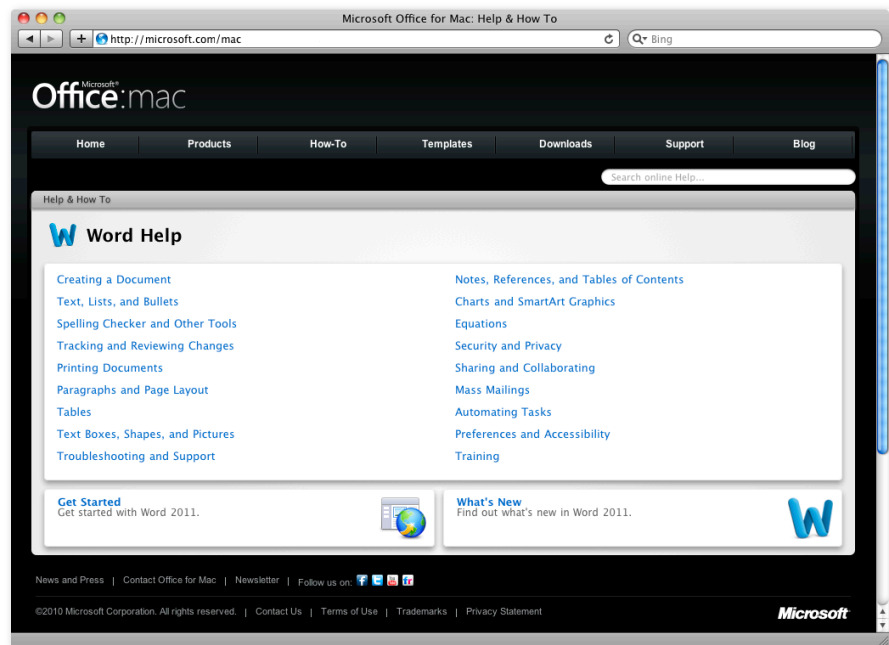 Microsoft Office for Mac: Help & How To
http://microsoft.com/mac
Bing
Microsoft®
Office:mac
Home Products How-To Templates Downloads Support Blog
Search online Help...
Help & How To
Word Help
Creating a Document
Text, Lists, and Bullets
Spelling Checker and Other Tools
Tracking and Reviewing Changes
Printing Documents
Paragraphs and Page Layout
Tables
Text Boxes, Shapes, and Pictures
Troubleshooting and Support
Notes, References, and Tables of Contents
Charts and SmartArt Graphics
Equations
Security and Privacy
Sharing and Collaborating
Mass Mailings
Automating Tasks
Preferences and Accessibility
Training
Get Started
Get started with Word 2011.
What's New
Find out what's new in Word 2011.
News and Press | Contact Office for Mac | Newsletter | Follow us on:
©2010 Microsoft Corporation. All rights reserved. | Contact Us | Terms of Use | Trademarks | Privacy Statement
Microsoft